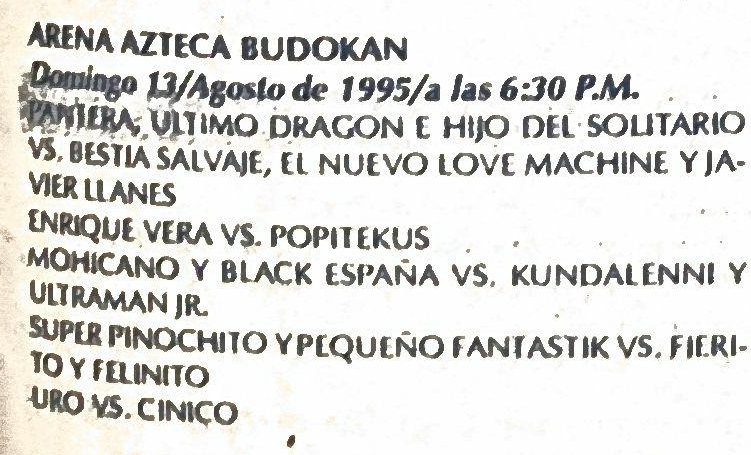 ARENA AZTECA BUDOKAN
Domingo 13/Agosto de 1995/a las 6:30 P.M.
PANTERA, ULTIMO DRAGON E HIJO DEL SOLITARIO
VS. BESTIA SALVAJE, EL NUEVO LOVE MACHINE Y JA-
VIER LLANES
ENRIQUE VERA VS. POPITEKUS
MOHICANO Y BLACK ESPAÑA VS. KUNDALENNI Y
ULTRAMAN JR.
SUPER PINOCHITO YPEQUEÑO FANTASTIK VS. FIERI-
TO Y FELINITO
URO VS. CINICO